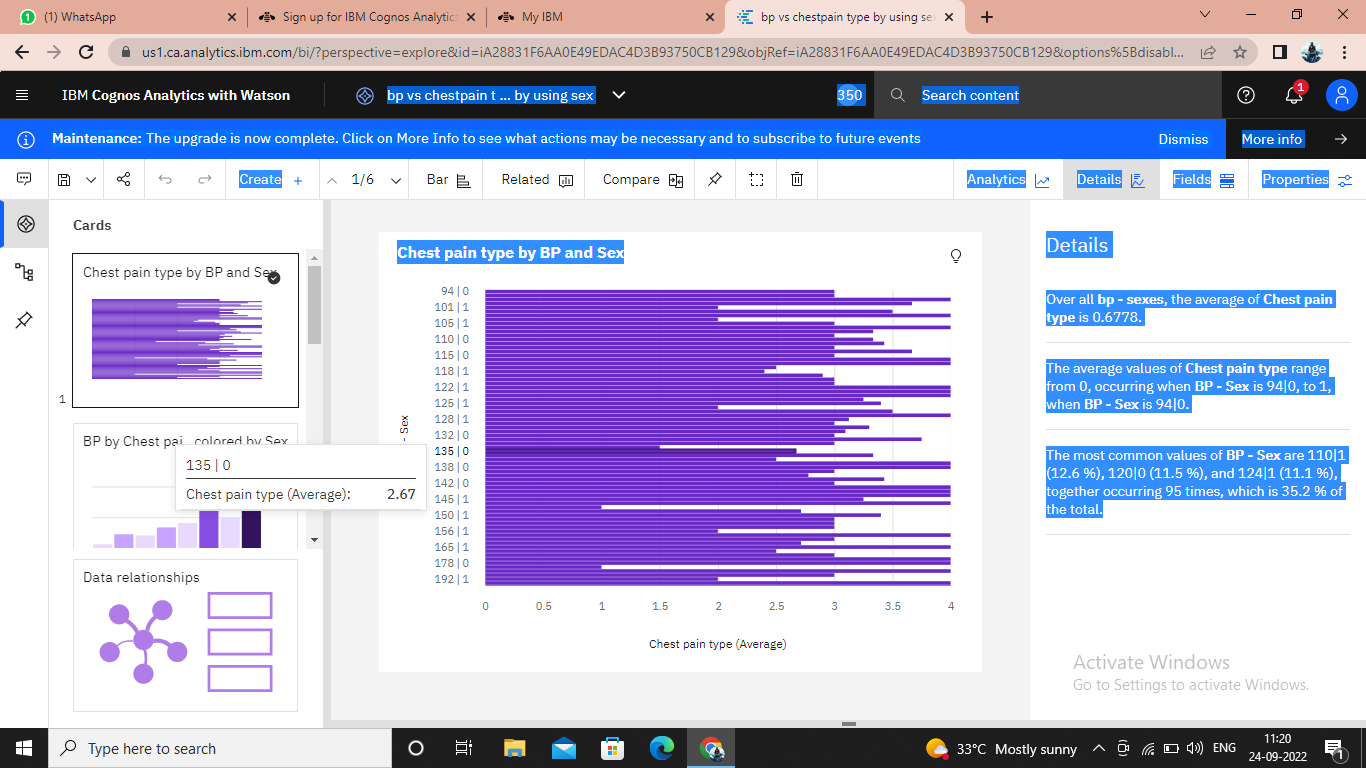 (1) WhatsApp
Sign up for IBM Cognos Analytics
My IBM
bp vs chestpain type by using se
us1.ca.analytics.ibm.com/bi/?perspective=explore&id=iA28831F6AA0E49EDAC4D3B93750CB129&objRef=iA28831F6AA0E49EDAC4D3B93750CB129&options%5Bdisabl...
IBM Cognos Analytics with Watson
bp vs chestpain t ... by using sex
350
Search content
1
Maintenance: The upgrade is now complete. Click on More Info to see what actions may be necessary and to subscribe to future events
Dismiss
More info
Create +
1/6
Bar
Related
Compare
Analytics
Details
Fields
Properties
Cards
Chest pain type by BP and Sex
1
BP by Chest pai... colored by Sex
135 | 0
Chest pain type (Average): 2.67
Data relationships
Chest pain type by BP and Sex
- Sex
94 | 0
101 | 1
105 | 1
110 | 0
115 | 0
118 | 1
122 | 1
125 | 1
128 | 1
132 | 0
135 | 0
138 | 0
142 | 0
145 | 1
150 | 1
156 | 1
165 | 1
178 | 0
192 | 1
0 0.5 1 1.5 2 2.5 3 3.5 4
Chest pain type (Average)
Details
Over all bp - sexes, the average of Chest pain
type is 0.6778.
The average values of Chest pain type range
from 0, occurring when BP - Sex is 94|0, to 1,
when BP - Sex is 94|0.
The most common values of BP - Sex are 110|1
(12.6 %), 120|0 (11.5 %), and 124|1 (11.1 %),
together occurring 95 times, which is 35.2 % of
the total.
Activate Windows
Go to Settings to activate Windows.
Type here to search
33°C Mostly sunny
ENG
11:20
24-09-2022
1